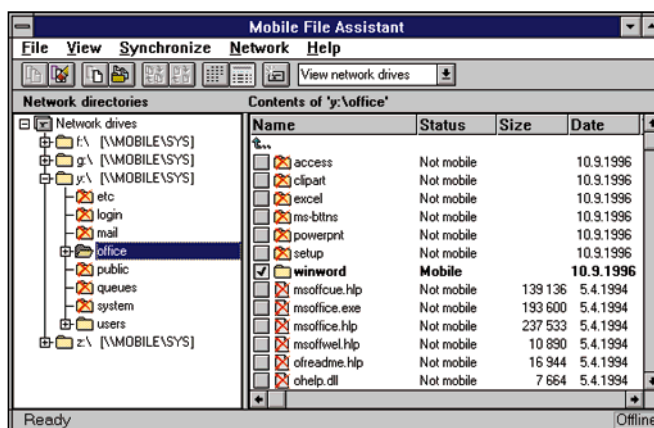 Mobile File Assistant
File View Synchronize Network Help
View network drives
Network directories
Contents of 'y:\office'
Network drives
f:\ [\\MOBILE\SYS]
g:\ [\\MOBILE\SYS]
y:\ [\\MOBILE\SYS]
etc
login
mail
office
public
queues
system
users
z:\ [\\MOBILE\SYS]
Name Status Size Date
..
access Not mobile 10.9.1996
clipart Not mobile 10.9.1996
excel Not mobile 10.9.1996
ms-bttns Not mobile 10.9.1996
powerpnt Not mobile 10.9.1996
setup Not mobile 10.9.1996
winword Mobile 10.9.1996
msoffcue.hlp Not mobile 139 136 5.4.1994
msoffice.exe Not mobile 193 600 5.4.1994
msoffice.hlp Not mobile 237 533 5.4.1994
msoffwel.hlp Not mobile 10 890 5.4.1994
ofreadme.hlp Not mobile 16 944 5.4.1994
ohelp.dll Not mobile 7 664 5.4.1994
Ready
Offline